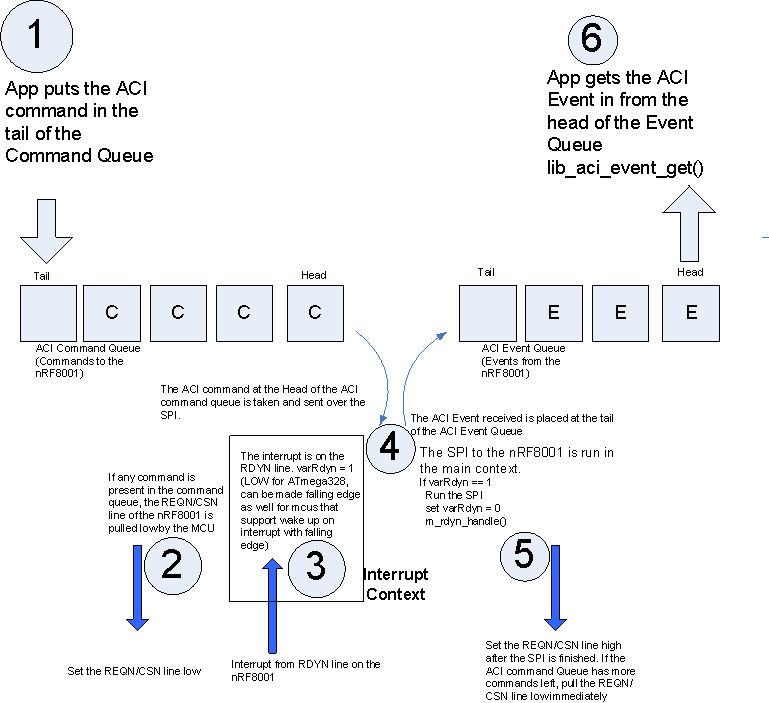 1
App puts the ACI
command in the
tail of the
Command Queue
6
App gets the ACI
Event in from the
head of the Event
Queue
lib_aci_event_get()
Tail
Head
C
C
C
C
ACI Command Queue
(Commands to the
nRF8001)
Tail
Head
E
E
E
ACI Event Queue
(Events from the
nRF8001)
The ACI command at the Head of the ACI
command queue is taken and sent over the
SPI.
4
The ACI Event received is placed at the tail
of the ACI Event Queue
The SPI to the nRF8001 is run in
the main context.
If varRdyn == 1
Run the SPI
set varRdyn = 0
m_rdyn_handle()
If any command is
present in the command
queue, the REQN/CSN
line of the nRF8001 is
pulled lowby the MCU
2
Set the REQN/CSN line low
The interrupt is on the
RDYN line. varRdn = 1
(LOW for ATmega328,
can be made falling edge
as well for mcus that
support wake up on
interrupt with falling
edge)
3
Interrupt
Context
Interrupt from RDYN line on the
nRF8001
5
Set the REQN/CSN line high
after the SPI is finished. If the
ACI command Queue has more
commands left, pull the REQN/
CSN line lowimmediately